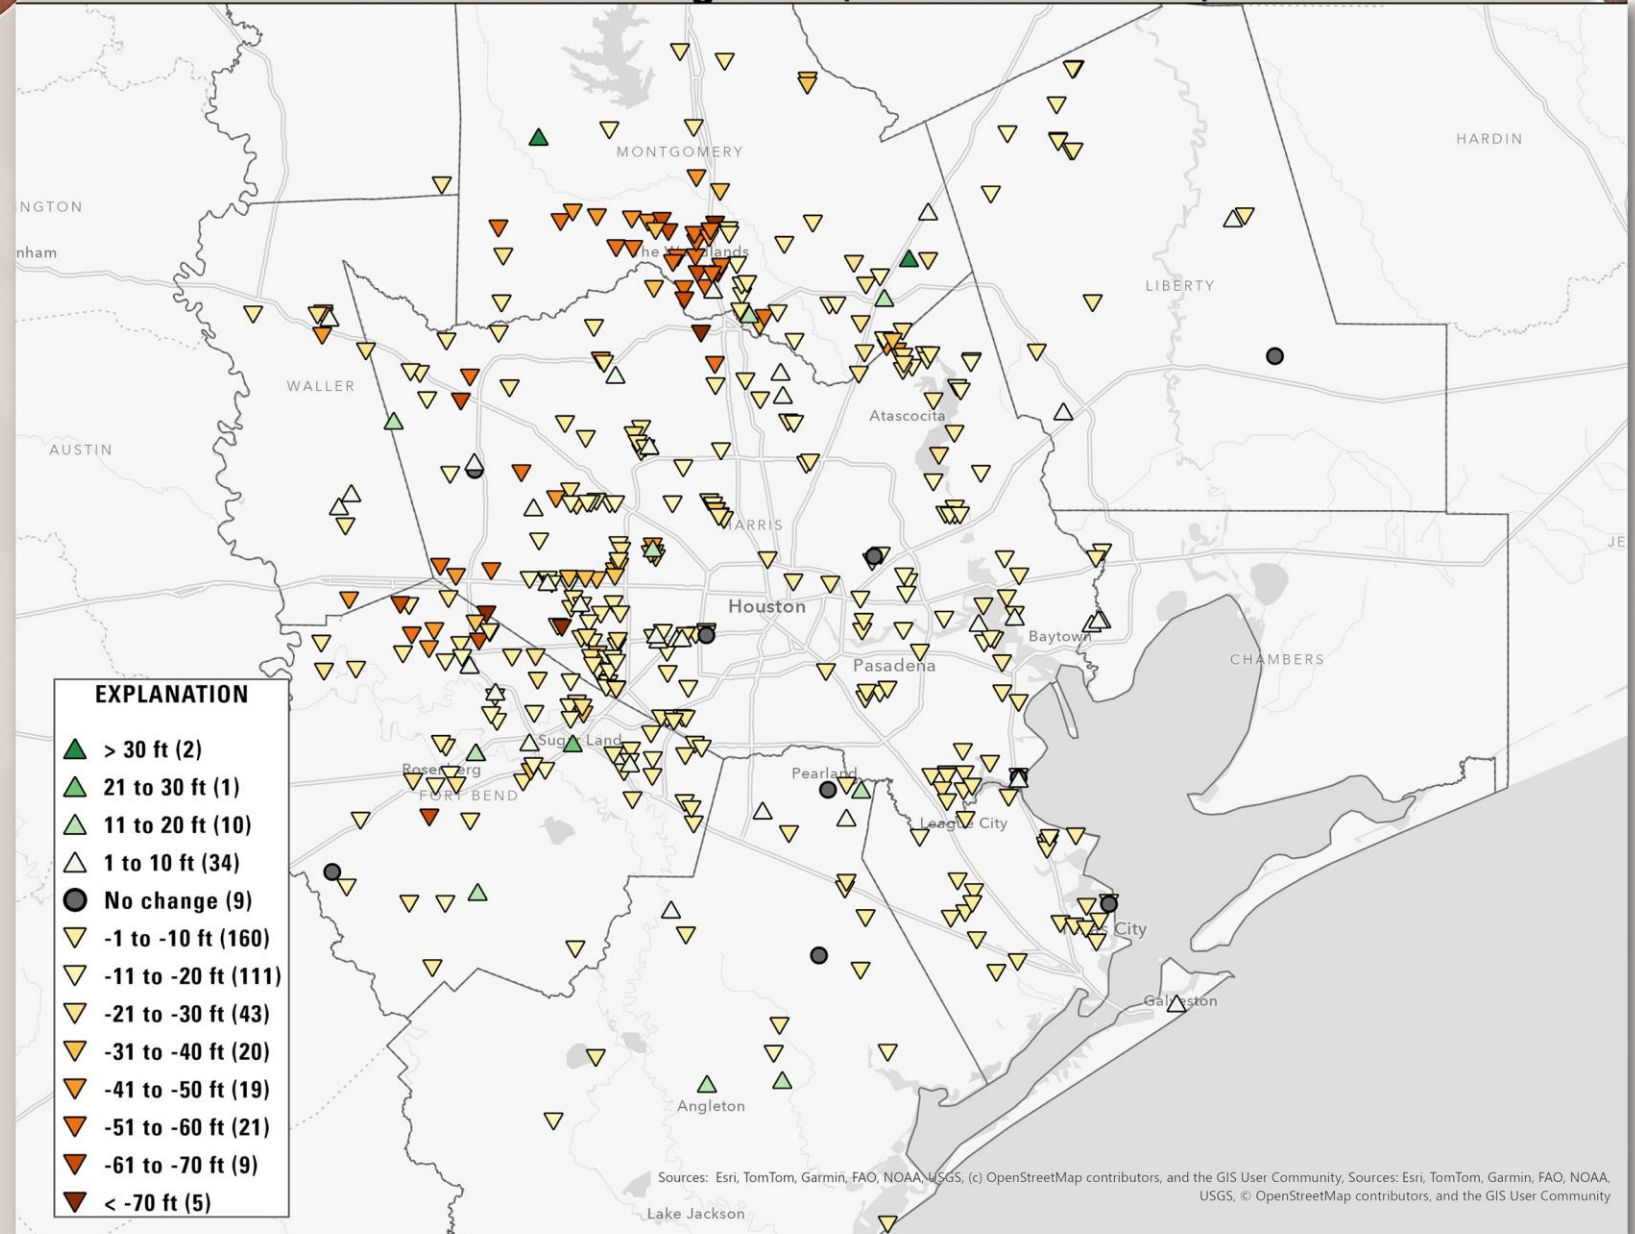 MONTGOMERY
HARDIN
INGTON
nham
The Woodlands
LIBERTY
WALLER
Atascocita
AUSTIN
HARRIS
JE
Houston
Baytown
Pasadena
CHAMBERS
Sugar Land
Rosenberg
Pearland
FORT BEND
League City
Texas City
Galveston
Angleton
Lake Jackson
EXPLANATION
> 30 ft (2)
21 to 30 ft (1)
11 to 20 ft (10)
1 to 10 ft (34)
No change (9)
-1 to -10 ft (160)
-11 to -20 ft (111)
-21 to -30 ft (43)
-31 to -40 ft (20)
-41 to -50 ft (19)
-51 to -60 ft (21)
-61 to -70 ft (9)
< -70 ft (5)
Sources: Esri, TomTom, Garmin, FAO, NOAA, USGS, (c) OpenStreetMap contributors, and the GIS User Community, Sources: Esri, TomTom, Garmin, FAO, NOAA,
USGS, © OpenStreetMap contributors, and the GIS User Community